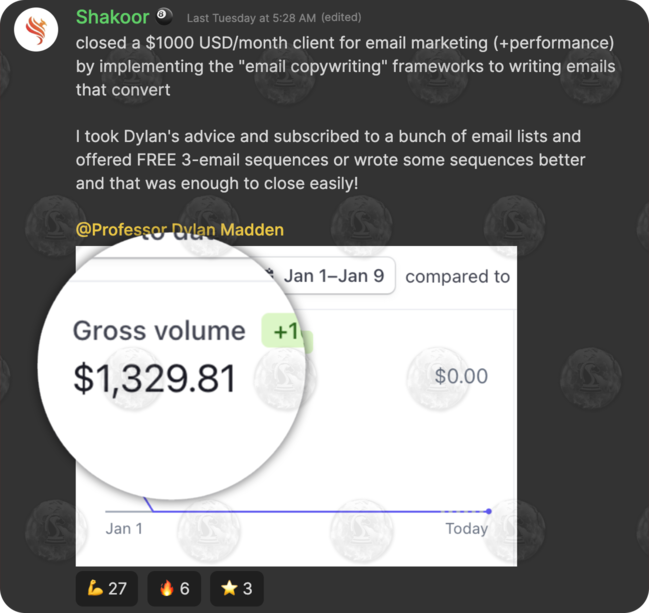 Shakoor Last Tuesday at 5:28 AM (edited)
closed a $1000 USD/month client for email marketing (+performance)
by implementing the "email copywriting" frameworks to writing emails
that convert
I took Dylan's advice and subscribed to a bunch of email lists and
offered FREE 3-email sequences or wrote some sequences better
and that was enough to close easily!
@Professor Dylan Madden
Jan 1–Jan 9 compared to
Gross volume +1
$1,329.81
$0.00
Jan 1 Today
27 6 3